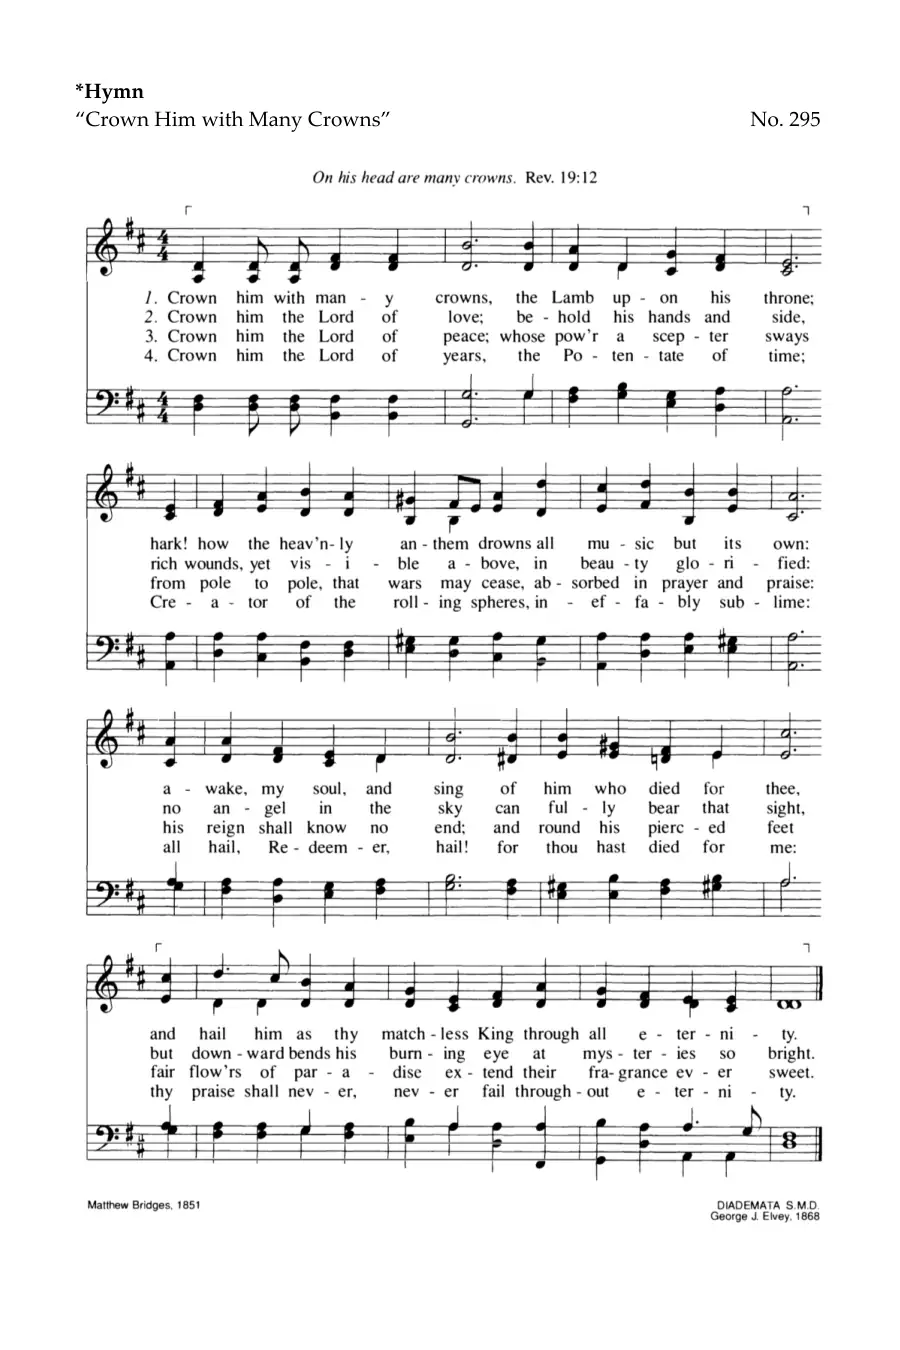 *Hymn
“Crown Him with Many Crowns” No. 295
On his head are many crowns. Rev. 19:12
1. Crown him with man - y crowns, the Lamb up - on his throne;
2. Crown him the Lord of love; be - hold his hands and side,
3. Crown him the Lord of peace; whose pow'r a scep - ter sways
4. Crown him the Lord of years, the Po - ten - tate of time;
hark! how the heav'n- ly an - them drowns all mu - sic but its own:
rich wounds, yet vis - i - ble a - bove, in beau - ty glo - ri - fied:
from pole to pole, that wars may cease, ab - sorbed in prayer and praise:
Cre - a - tor of the roll - ing spheres, in - ef - fa - bly sub - lime:
a - wake, my soul, and sing of him who died for thee,
no an - gel in the sky can ful - ly bear that sight,
his reign shall know no end; and round his pierc - ed feet
all hail, Re - deem - er, hail! for thou hast died for me:
and hail him as thy match - less King through all e - ter - ni - ty.
but down - ward bends his burn - ing eye at mys - ter - ies so bright.
fair flow'rs of par - a - dise ex - tend their fra- grance ev - er sweet.
thy praise shall nev - er, nev - er fail through - out e - ter - ni - ty.
Matthew Bridges, 1851 DIADEMATA S.M.D.
George J. Elvey, 1868